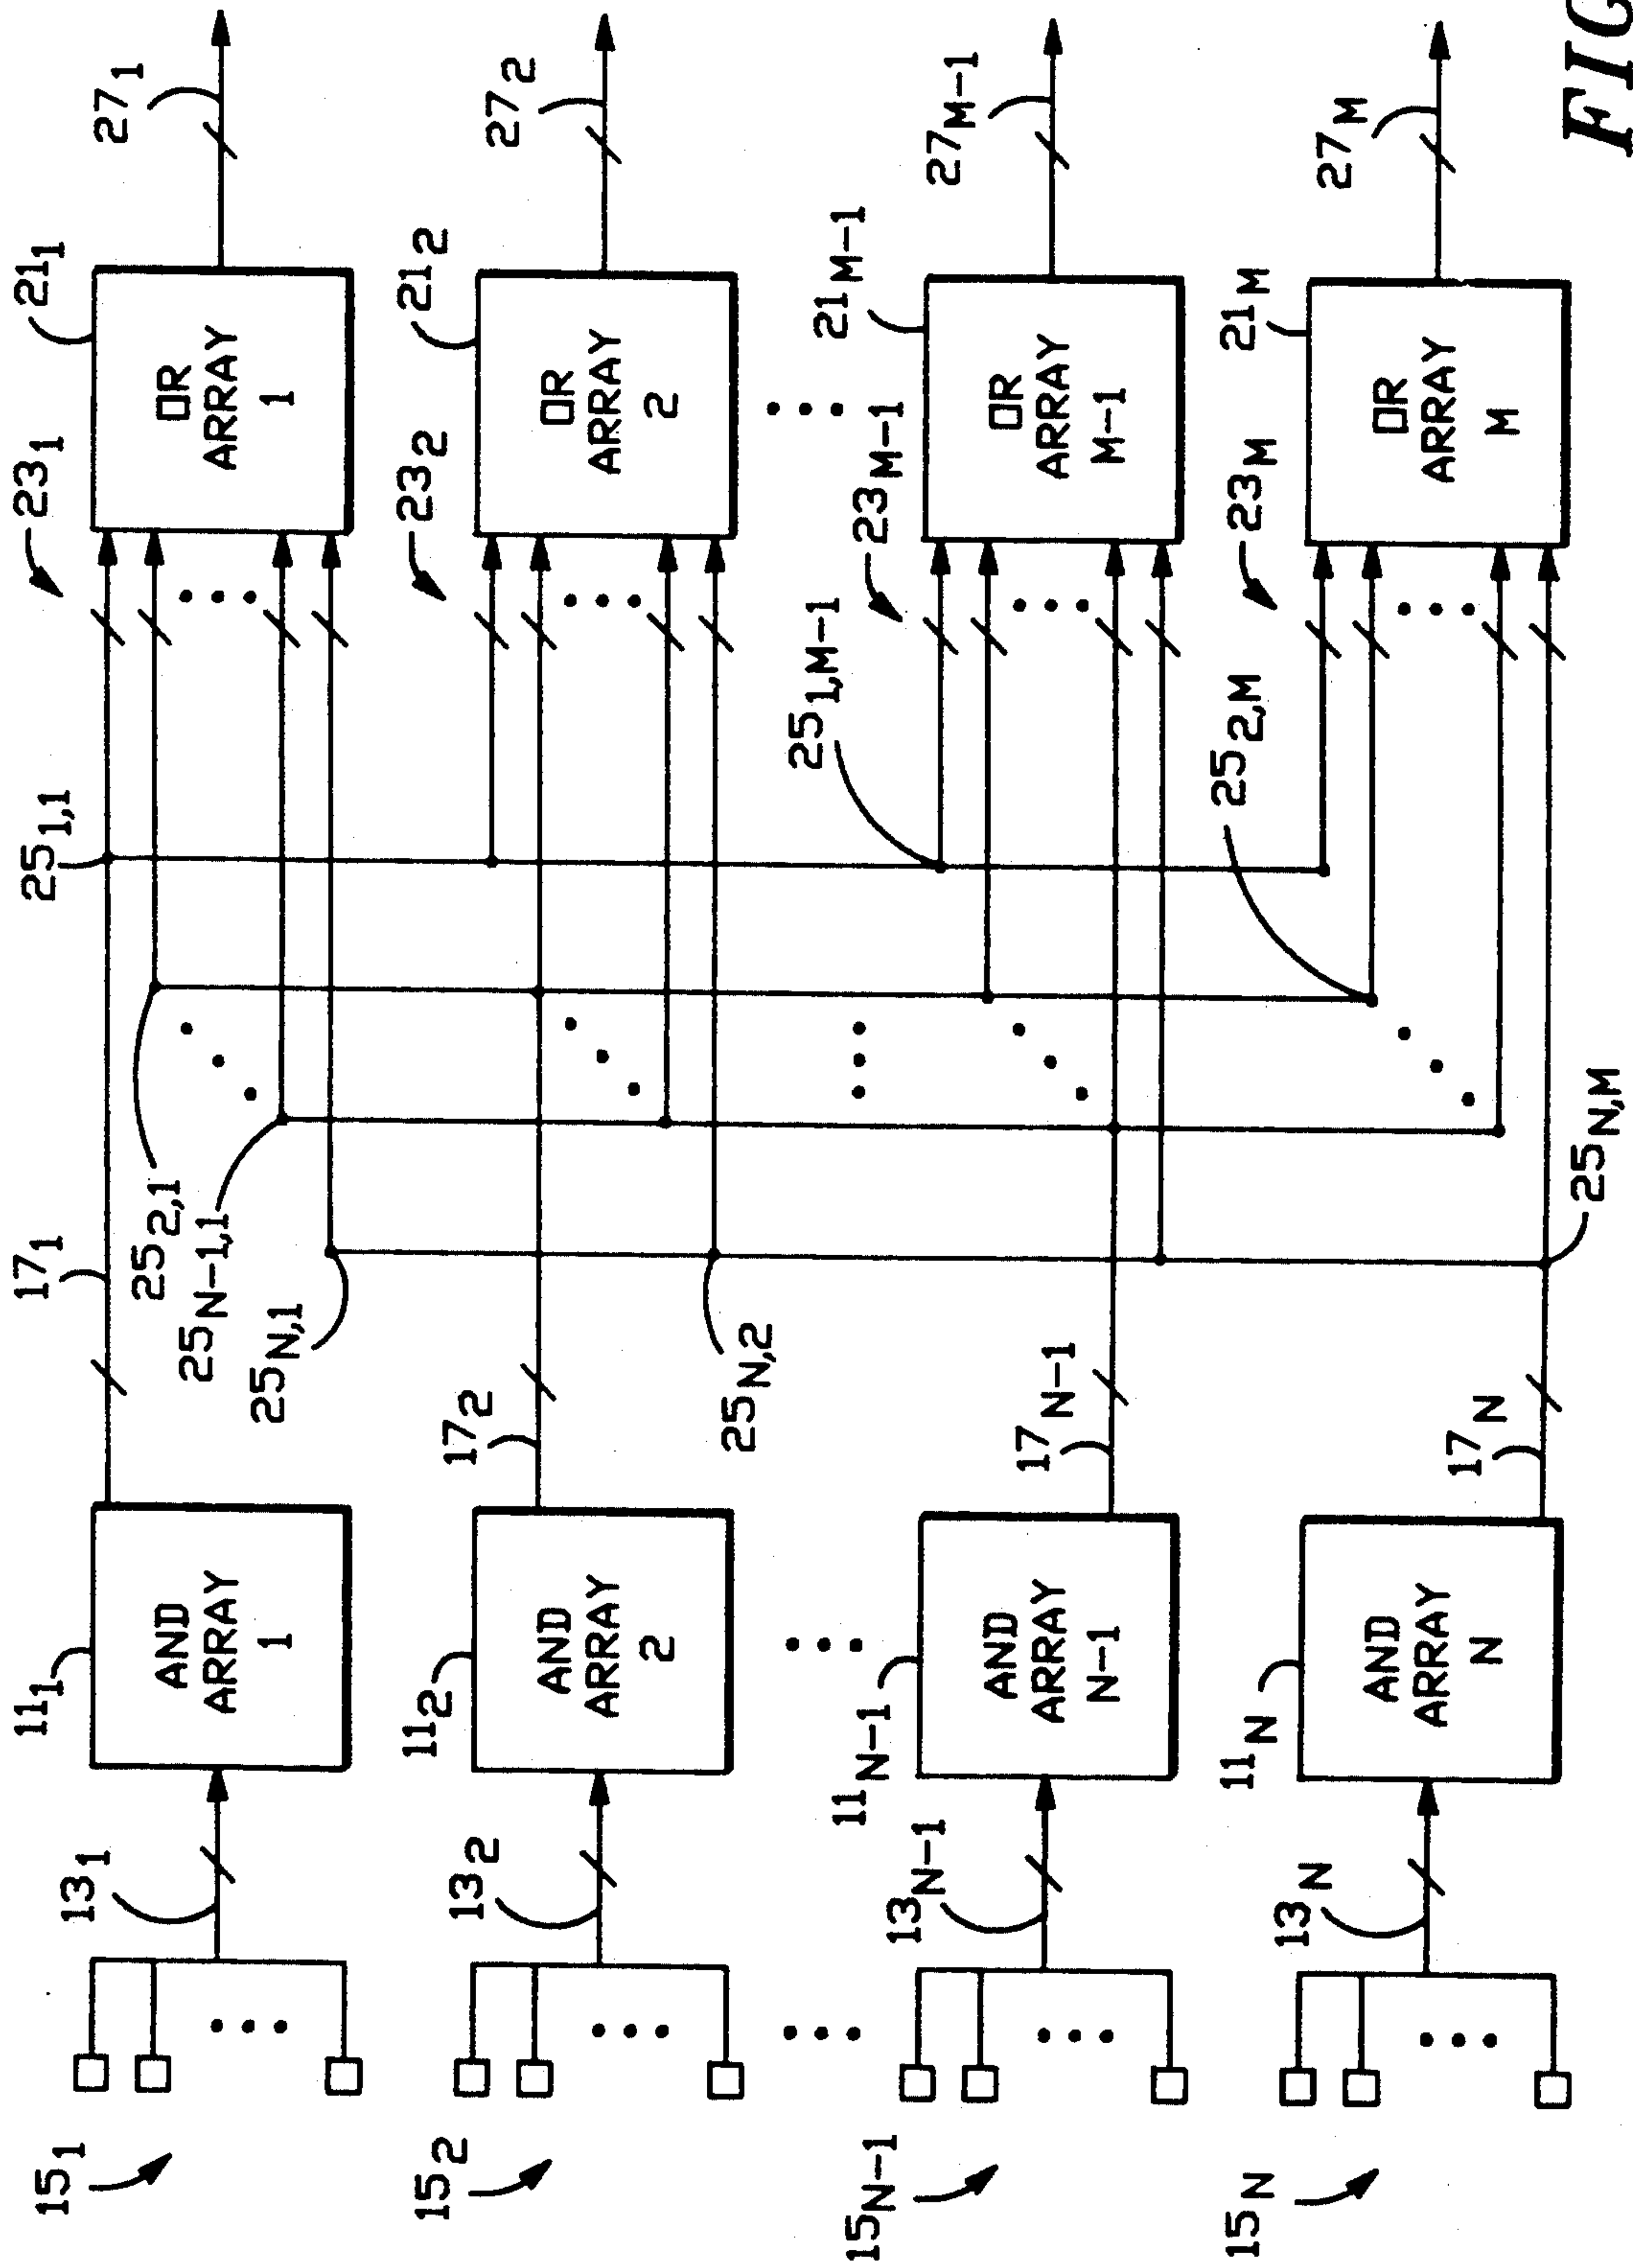 15₁
13₁
11₁
AND
ARRAY
1
17₁
25₁,₁
25₂,₁
25N-1,1
25N,1
23₁
21₁
OR
ARRAY
1
27₁
15₂
13₂
11₂
AND
ARRAY
2
17₂
25N,2
23₂
21₂
OR
ARRAY
2
27₂
15N-1
13N-1
11N-1
AND
ARRAY
N-1
17N-1
25₁,M-1
23M-1
21M-1
OR
ARRAY
M-1
27M-1
15N
13N
11N
AND
ARRAY
N
17N
25N,M
25₂,M
23M
21M
OR
ARRAY
M
27M
FIG